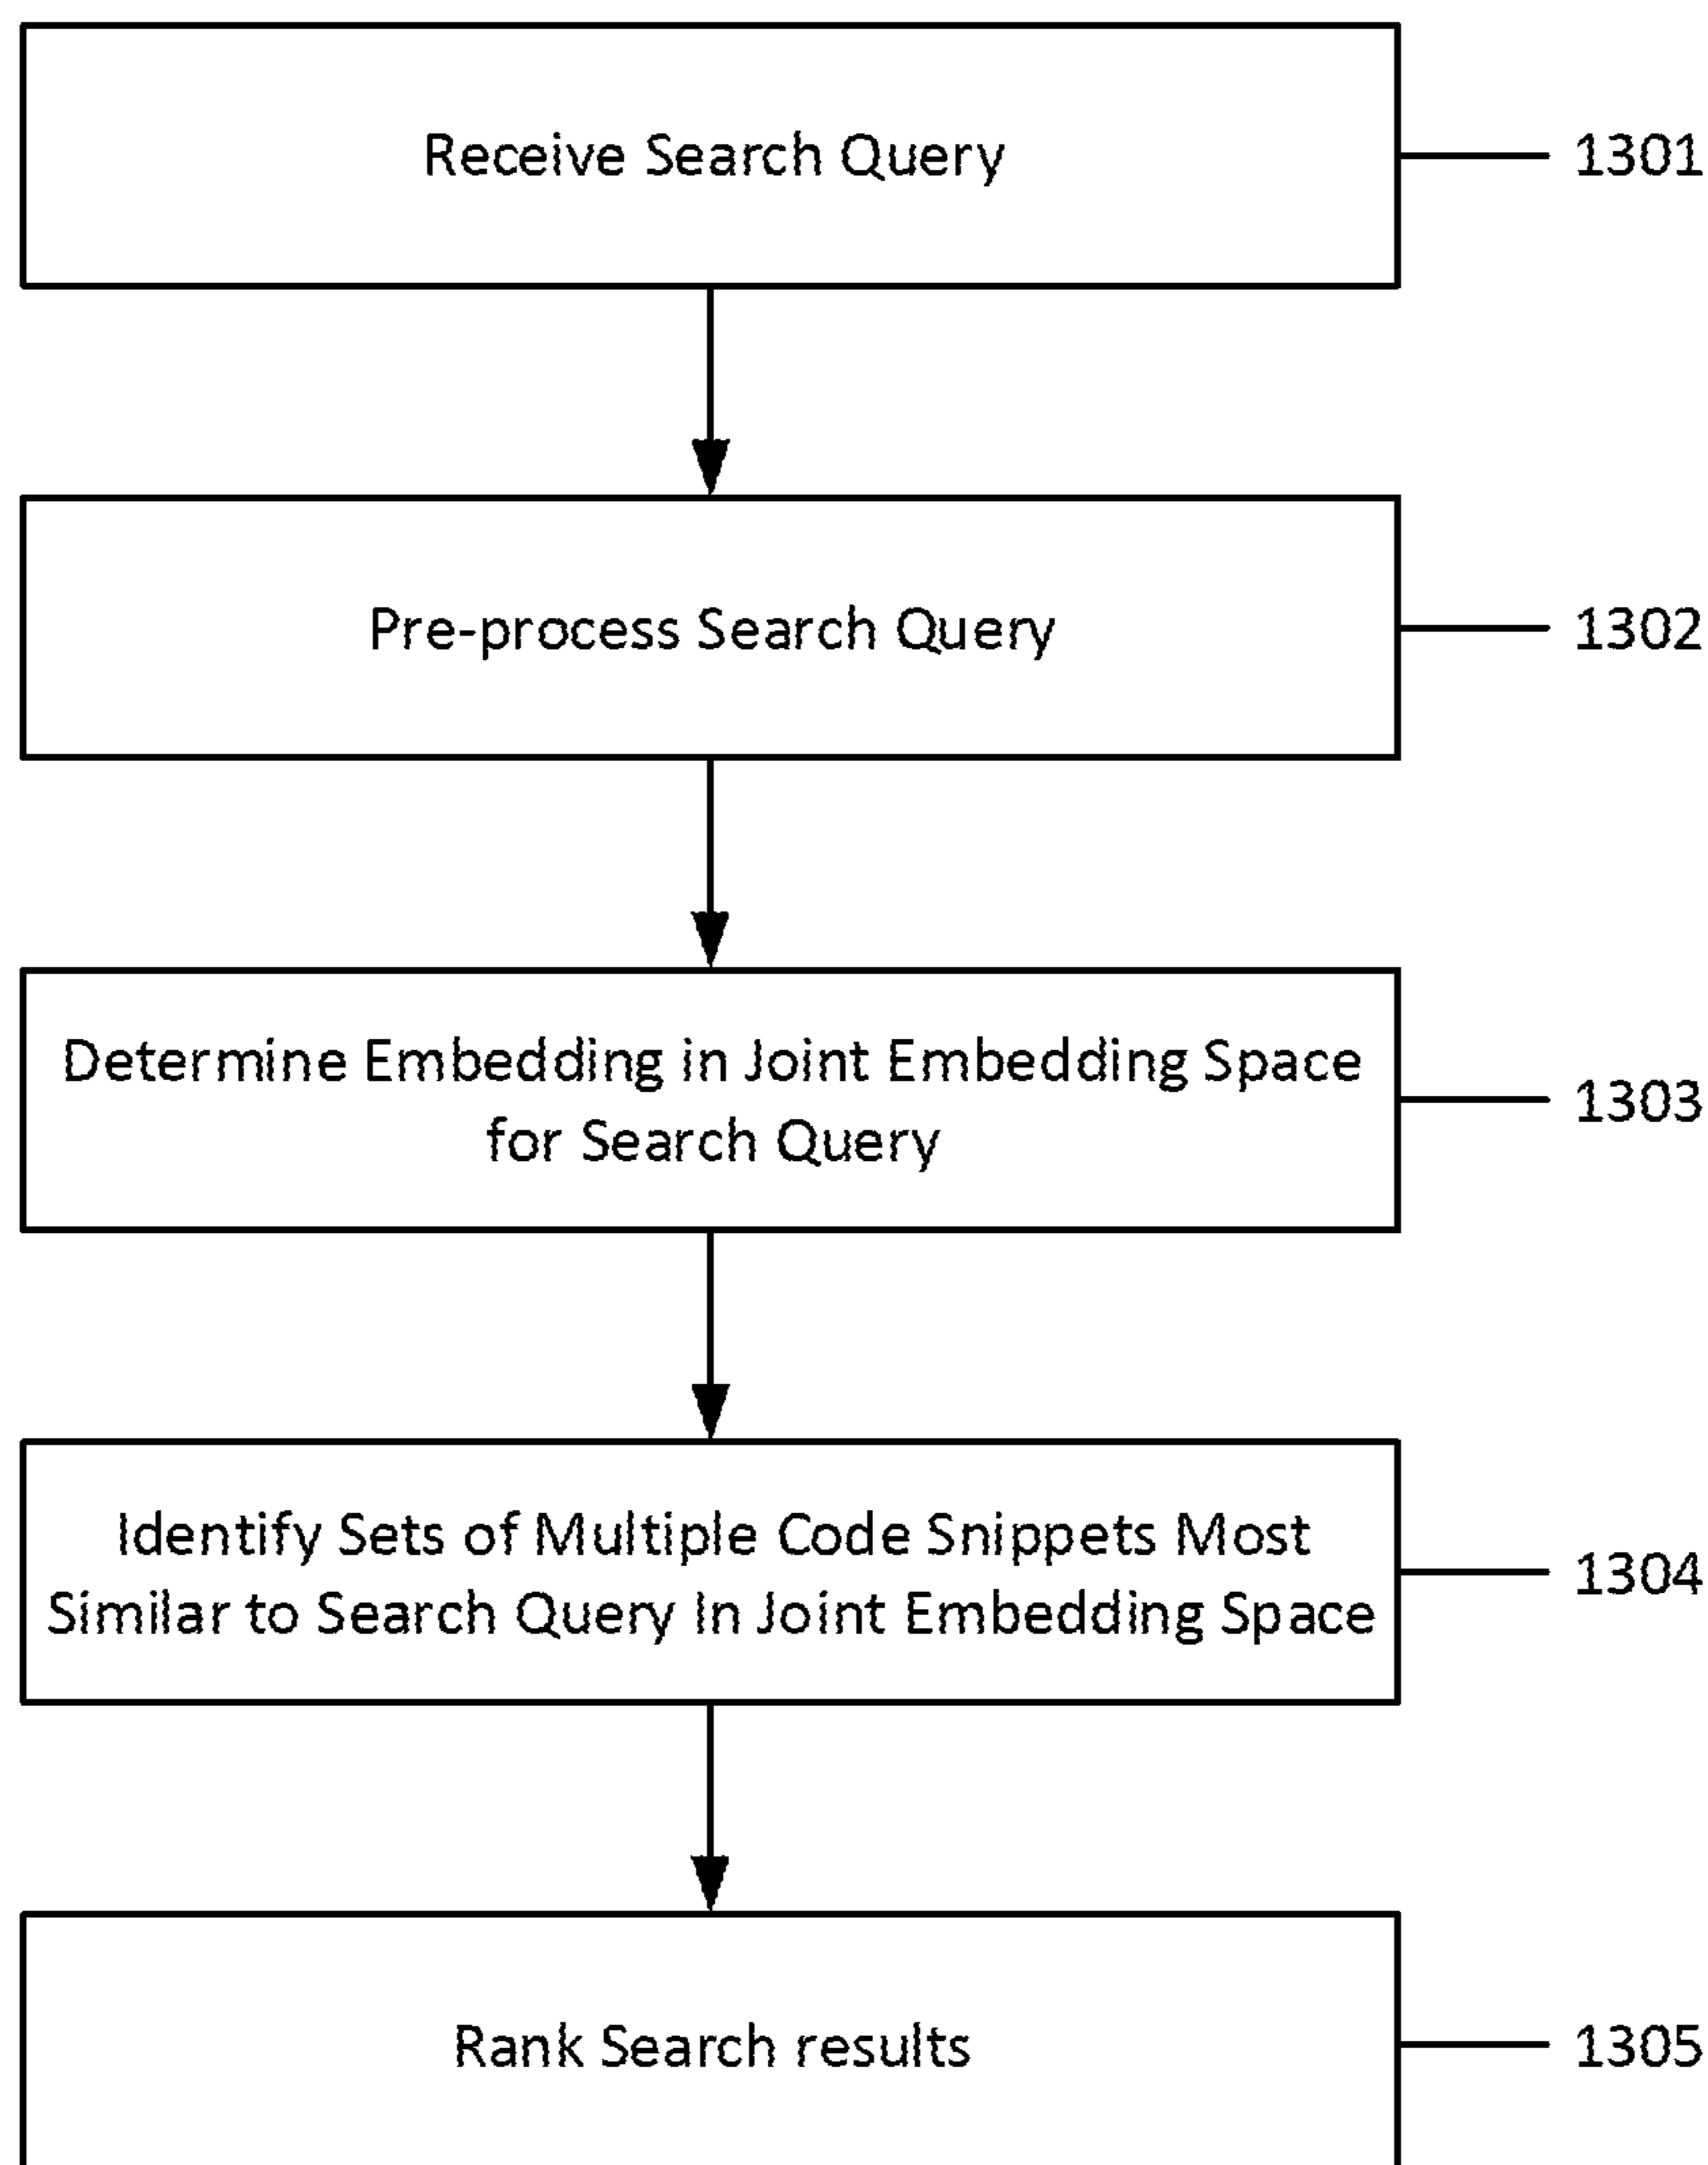 Receive Search Query
1301
Pre-process Search Query
1302
Determine Embedding in Joint Embedding Space
for Search Query
1303
Identify Sets of Multiple Code Snippets Most
Similar to Search Query In Joint Embedding Space
1304
Rank Search results
1305